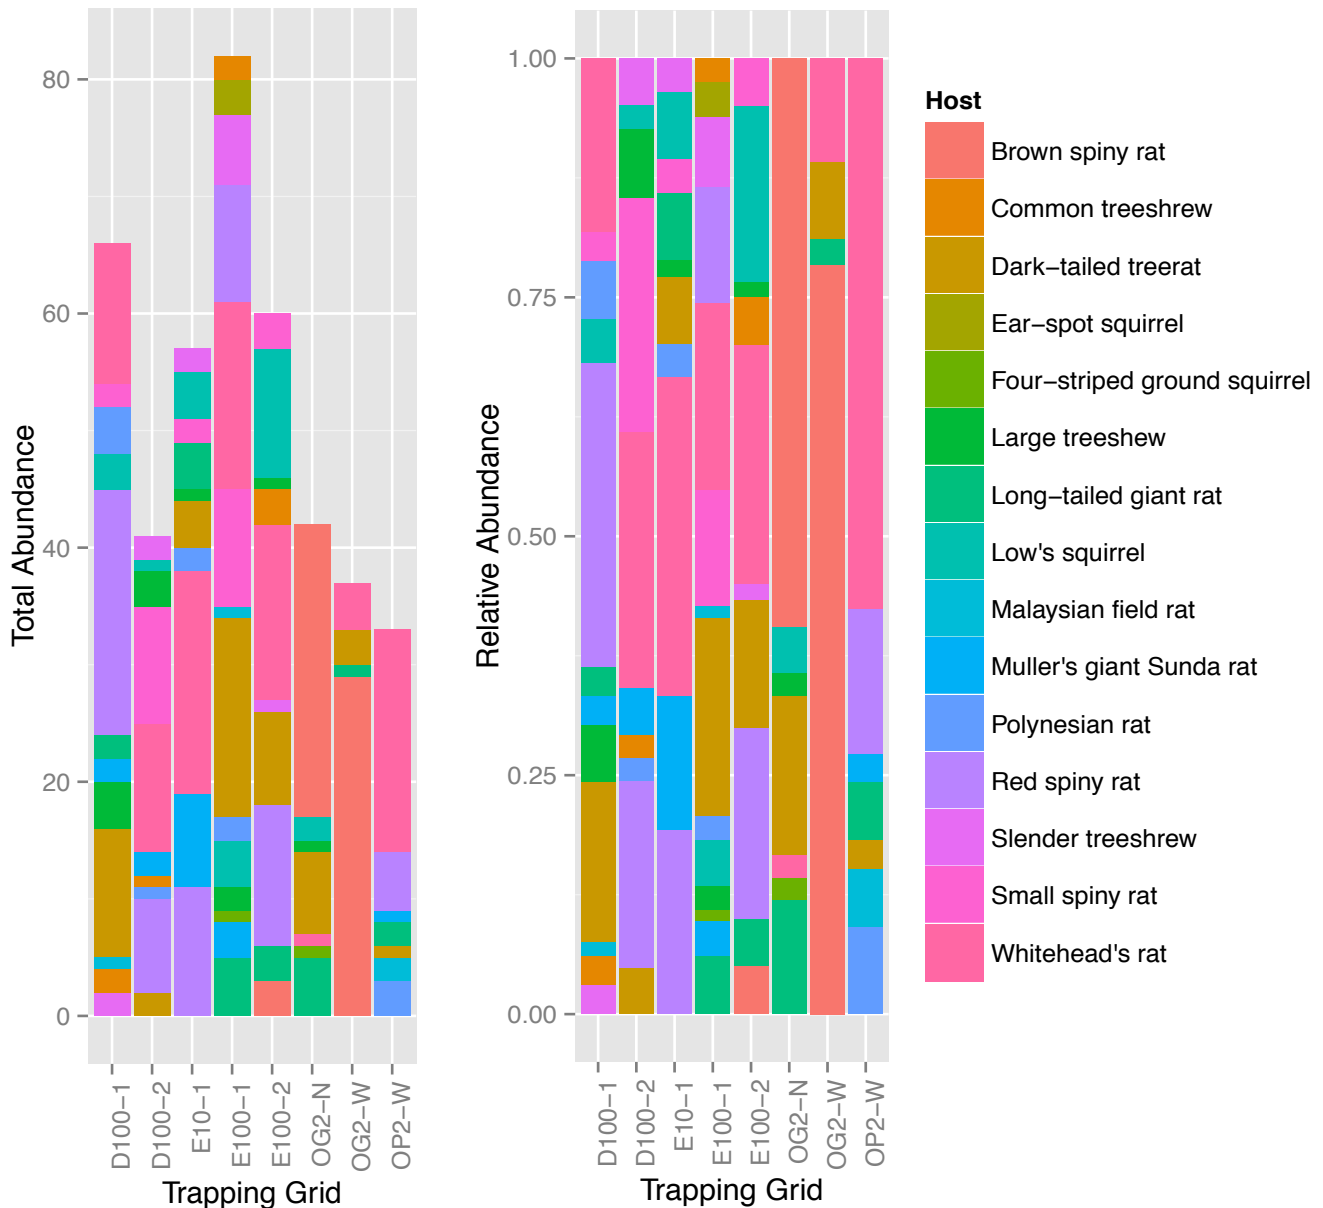 Total Abundance
80
60
40
20
0
D100−1
D100−2
E10−1
E100−1
E100−2
OG2−N
OG2−W
OP2−W
Trapping Grid
Relative Abundance
1.00
0.75
0.50
0.25
0.00
D100−1
D100−2
E10−1
E100−1
E100−2
OG2−N
OG2−W
OP2−W
Trapping Grid
Host
Brown spiny rat
Common treeshrew
Dark−tailed treerat
Ear−spot squirrel
Four−striped ground squirrel
Large treeshew
Long−tailed giant rat
Low's squirrel
Malaysian field rat
Muller's giant Sunda rat
Polynesian rat
Red spiny rat
Slender treeshrew
Small spiny rat
Whitehead's rat